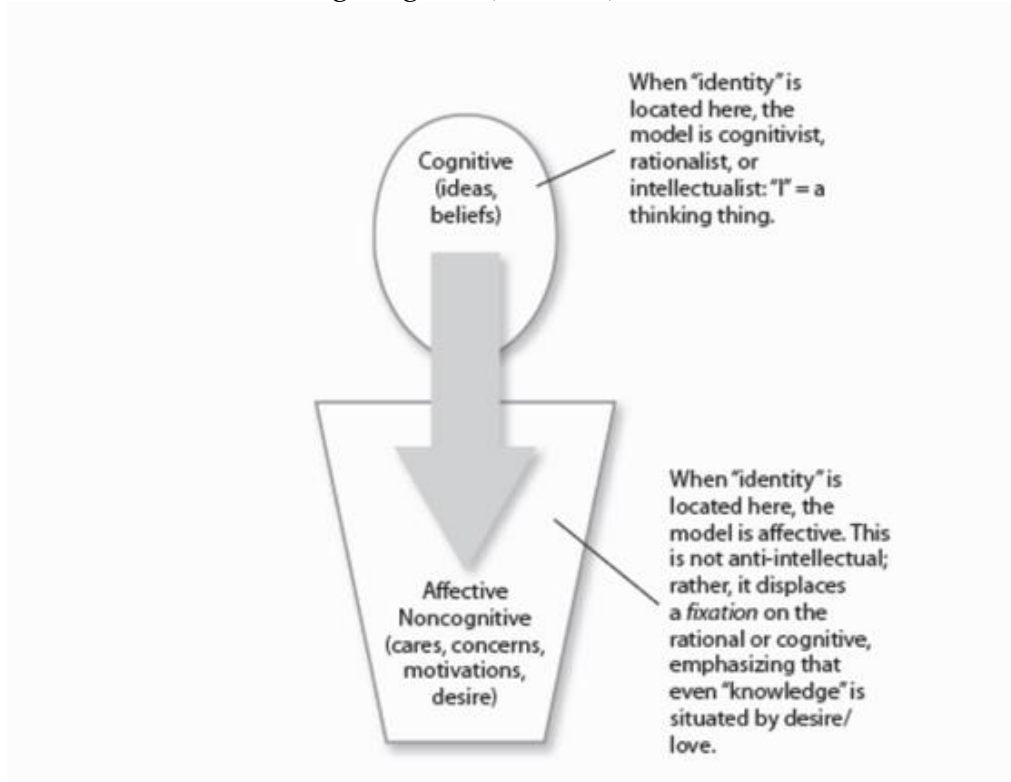 When “identity” is
located here, the
model is cognitivist,
rationalist, or
intellectualist: “I” = a
thinking thing.
Cognitive
(ideas,
beliefs)
When “identity” is
located here, the
model is affective. This
is not anti-intellectual;
rather, it displaces
a fixation on the
rational or cognitive,
emphasizing that
even “knowledge” is
situated by desire/
love.
Affective
Noncognitive
(cares, concerns,
motivations,
desire)